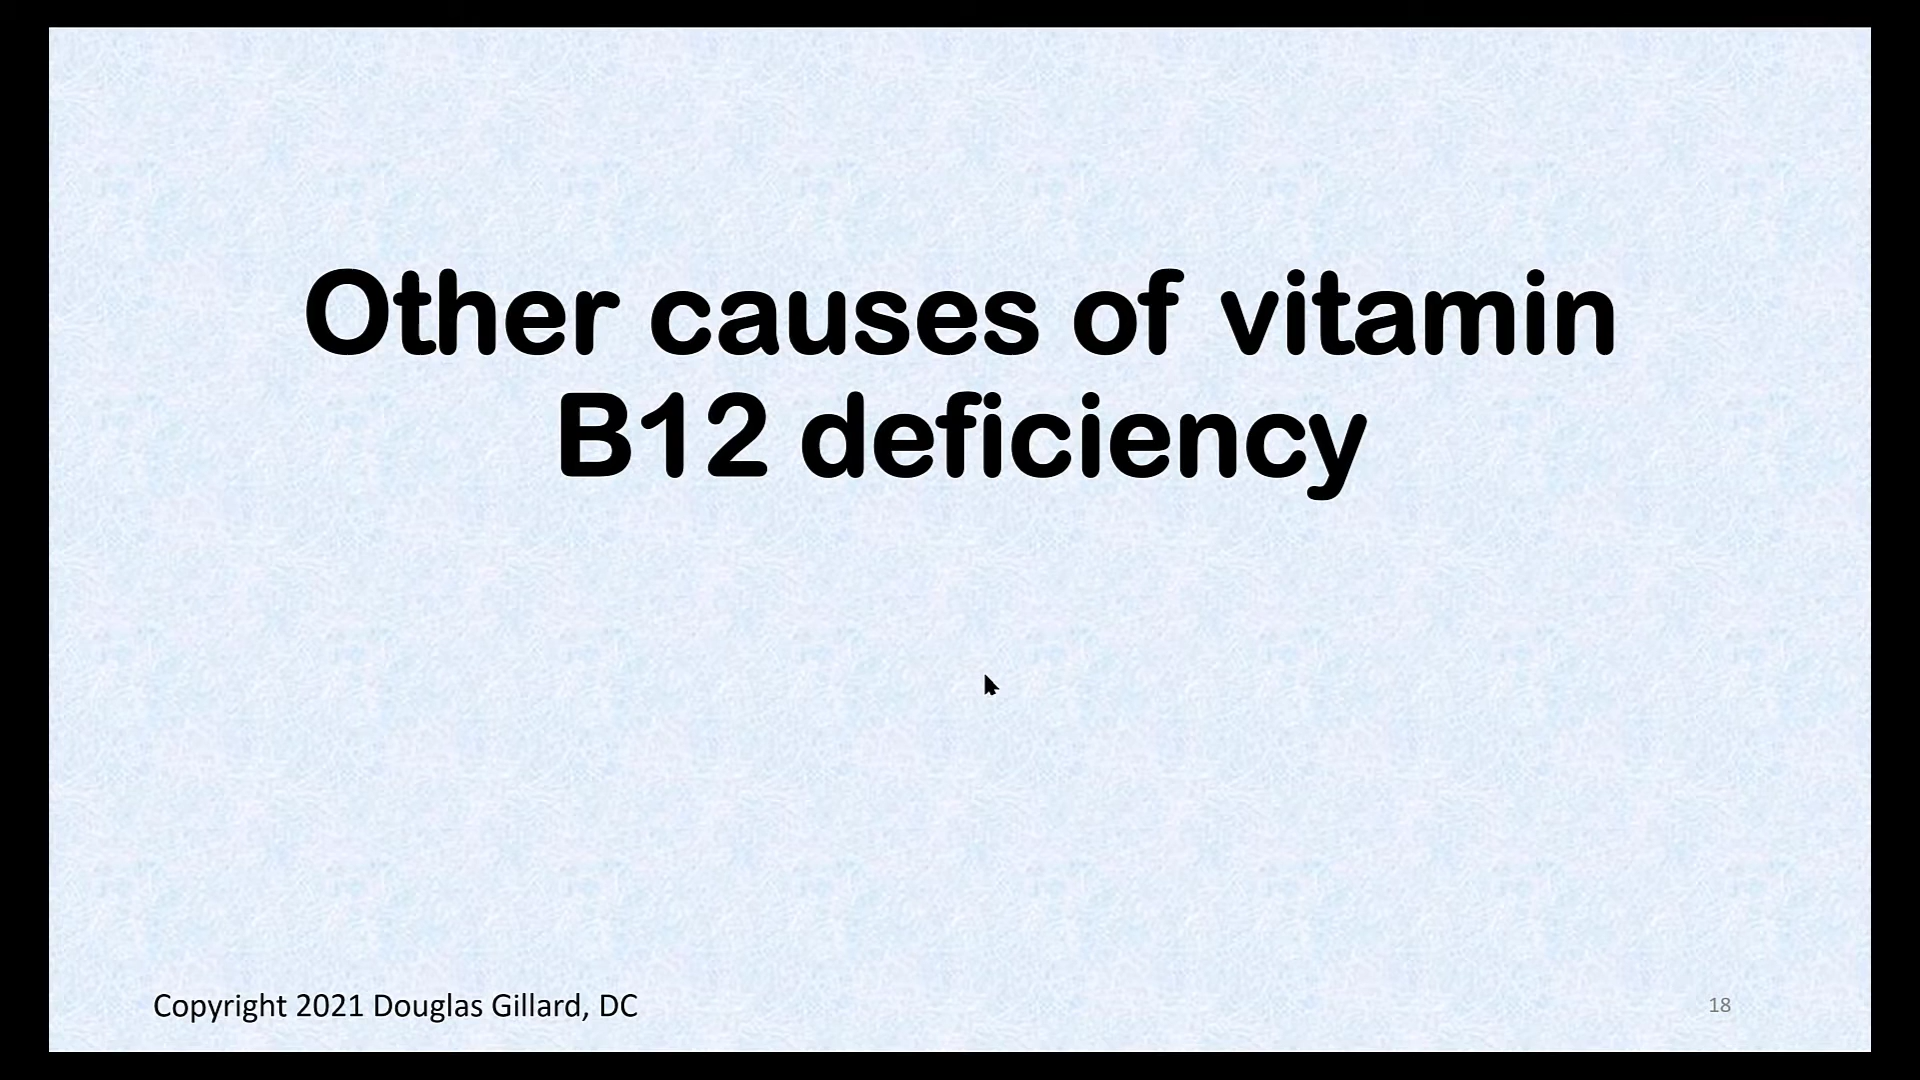 Other causes of vitamin
B12 deficiency
Copyright 2021 Douglas Gillard, DC
18